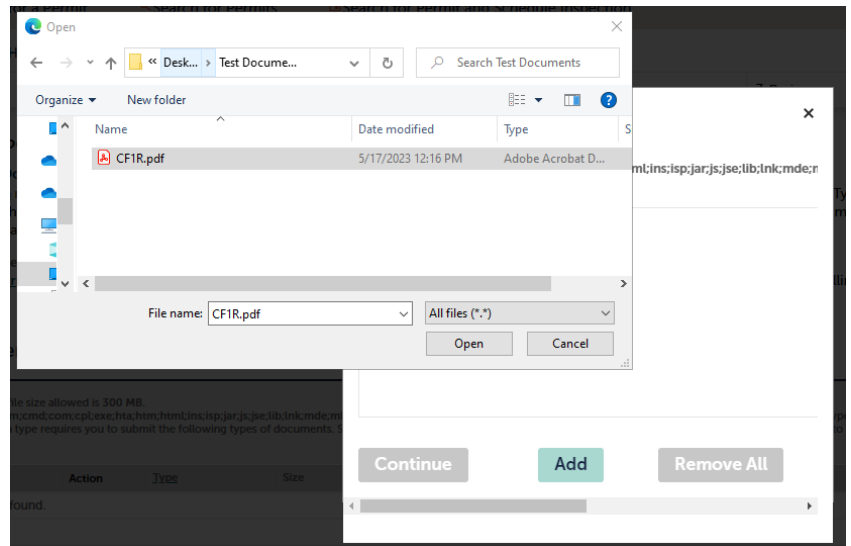 or a Permit Search for Permits Search for Permit and Schedule Inspection
Open
Desk... Test Docume... Search Test Documents
Organize New folder
Name Date modified Type S
CF1R.pdf 5/17/2023 12:16 PM Adobe Acrobat D...
ml;ins;isp;jar;js;jse;lib;lnk;mde;m
File name: CF1R.pdf All files (*.*)
Open Cancel
ile size allowed is 300 MB.
m;cmd;com;cpl;exe;hta;htm;html;ins;isp;jar;js;jse;lib;lnk;mde;m
type requires you to submit the following types of documents. S
Continue Add Remove All
Action Type Size
found.